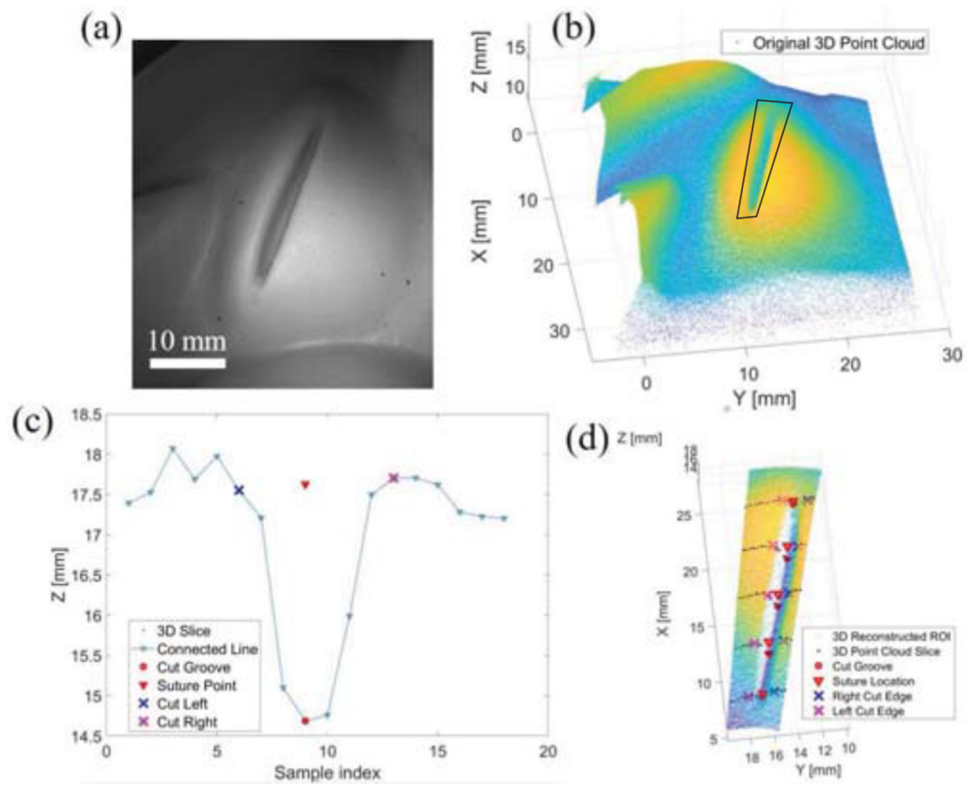 (a)
10 mm
(b)
Original 3D Point Cloud
Z [mm]
15
10
0
10
20
30
X [mm]
0
10
20
30
Y [mm]
(c)
18.5
18
17.5
17
16.5
16
15.5
15
14.5
Z [mm]
3D Slice
Connected Line
Cut Groove
Suture Point
Cut Left
Cut Right
0
5
10
15
20
Sample index
(d)
Z [mm]
25
20
15
10
5
X [mm]
3D Reconstructed ROI
3D Point Cloud Slice
Cut Groove
Suture Location
Right Cut Edge
Left Cut Edge
18
16
14
12
10
Y [mm]